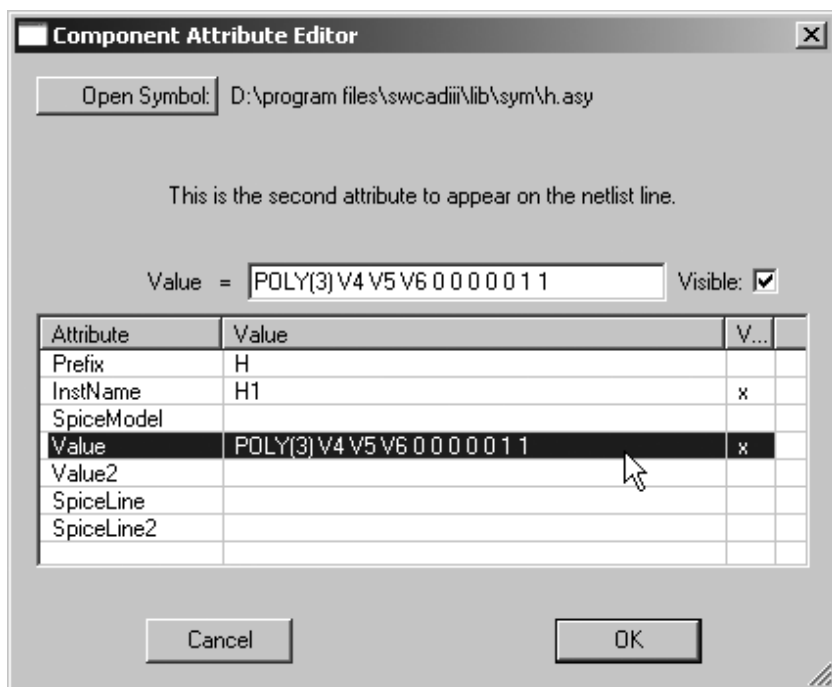 Component Attribute Editor
Open Symbol: D:\program files\swcadiii\lib\sym\h.asy
This is the second attribute to appear on the netlist line.
Value = POLY(3) V4 V5 V6 0 0 0 0 0 1 1 Visible:
Attribute Value V...
Prefix H
InstName H1 x
SpiceModel
Value POLY(3) V4 V5 V6 0 0 0 0 0 1 1 x
Value2
SpiceLine
SpiceLine2
Cancel OK